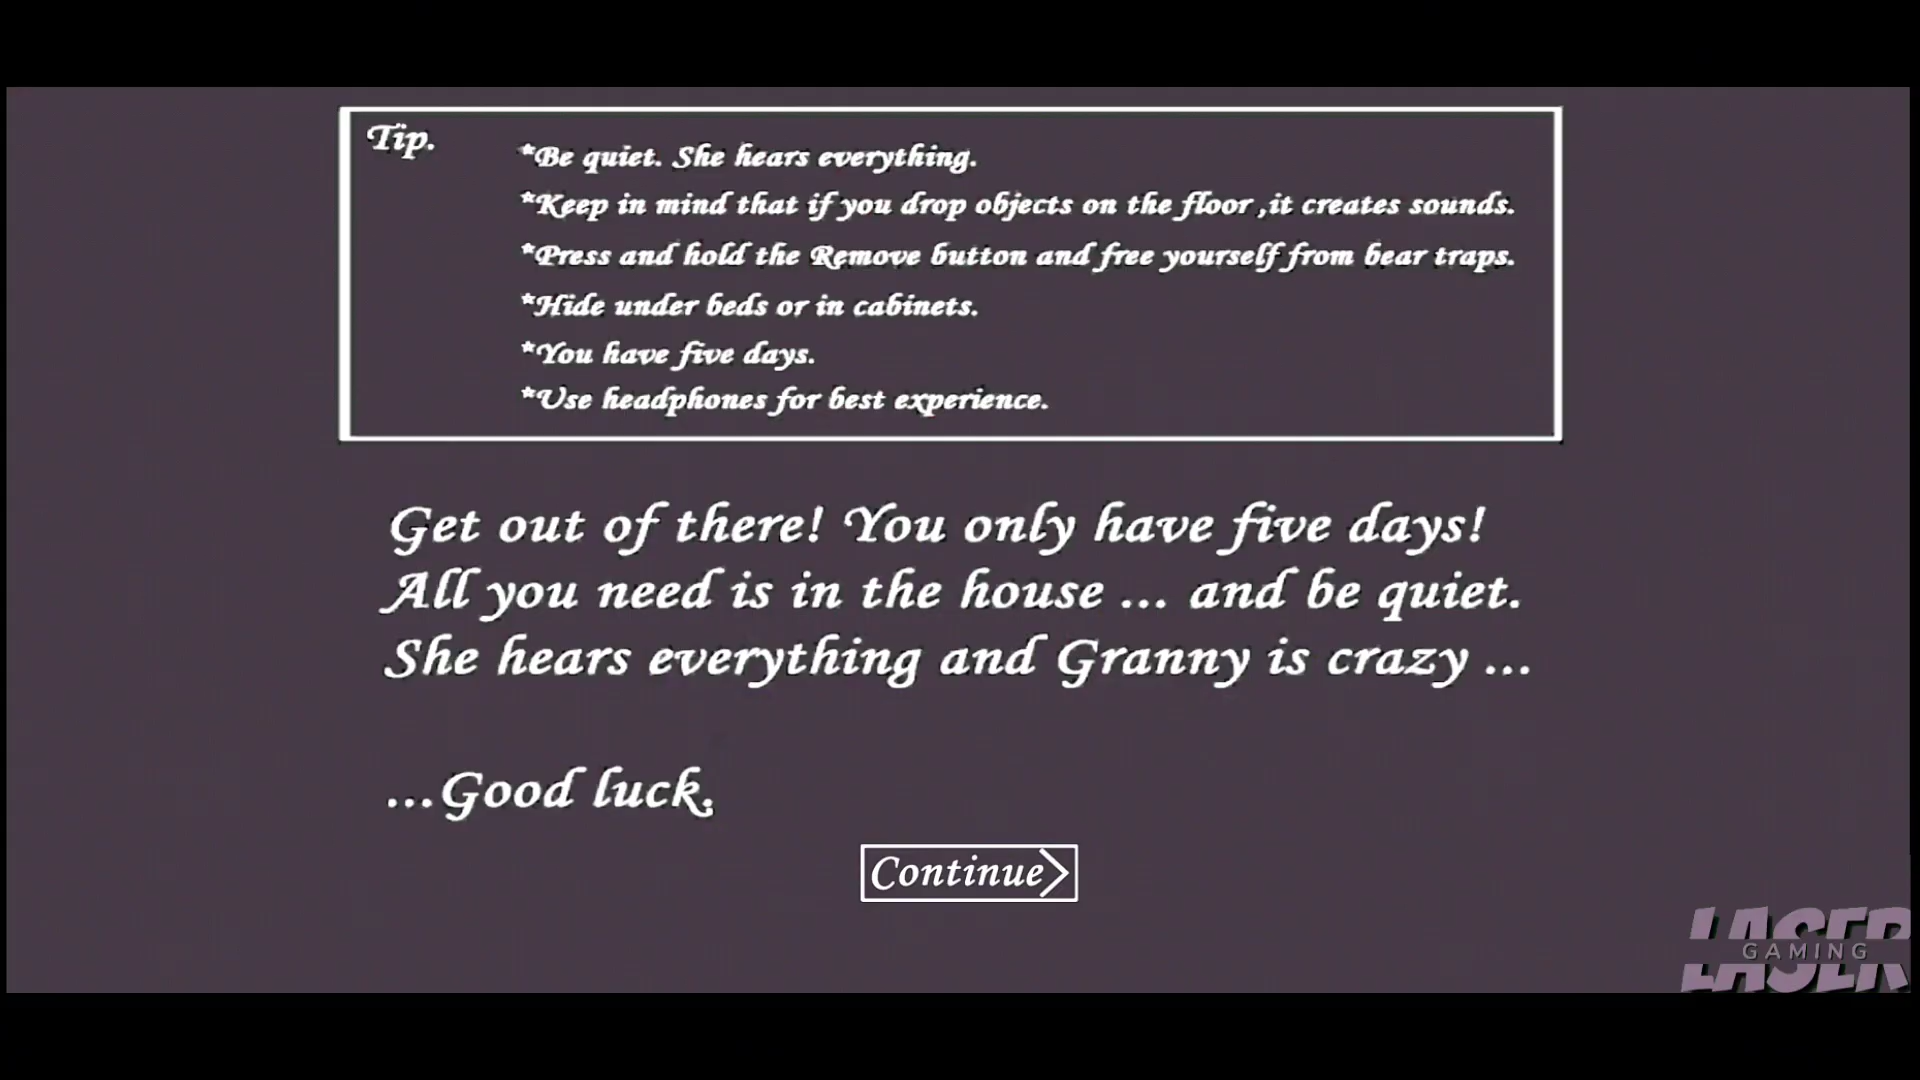 Tip.
*Be quiet. She hears everything.
*Keep in mind that if you drop objects on the floor ,it creates sounds.
*Press and hold the Remove button and free yourself from bear traps.
*Hide under beds or in cabinets.
*You have five days.
*Use headphones for best experience.
Get out of there! You only have five days!
All you need is in the house ... and be quiet.
She hears everything and Granny is crazy ...
...Good luck.
Continue>
LASER
GAMING